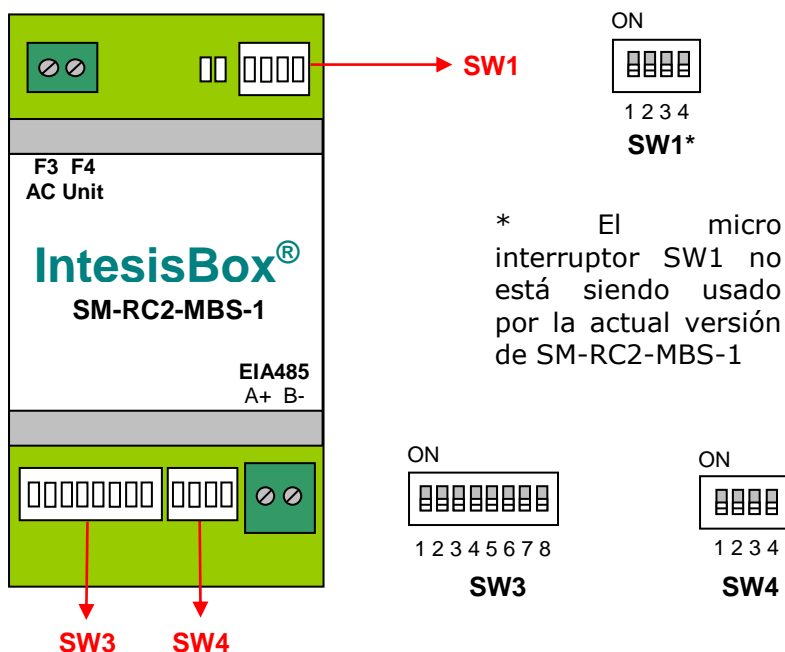 ON
SW1
1 2 3 4
SW1*
F3 F4
AC Unit
* El micro
interruptor SW1 no
está siendo usado
por la actual versión
de SM-RC2-MBS-1
IntesisBox®
SM-RC2-MBS-1
EIA485
A+ B-
ON
1 2 3 4 5 6 7 8
SW3
ON
1 2 3 4
SW4
SW3 SW4